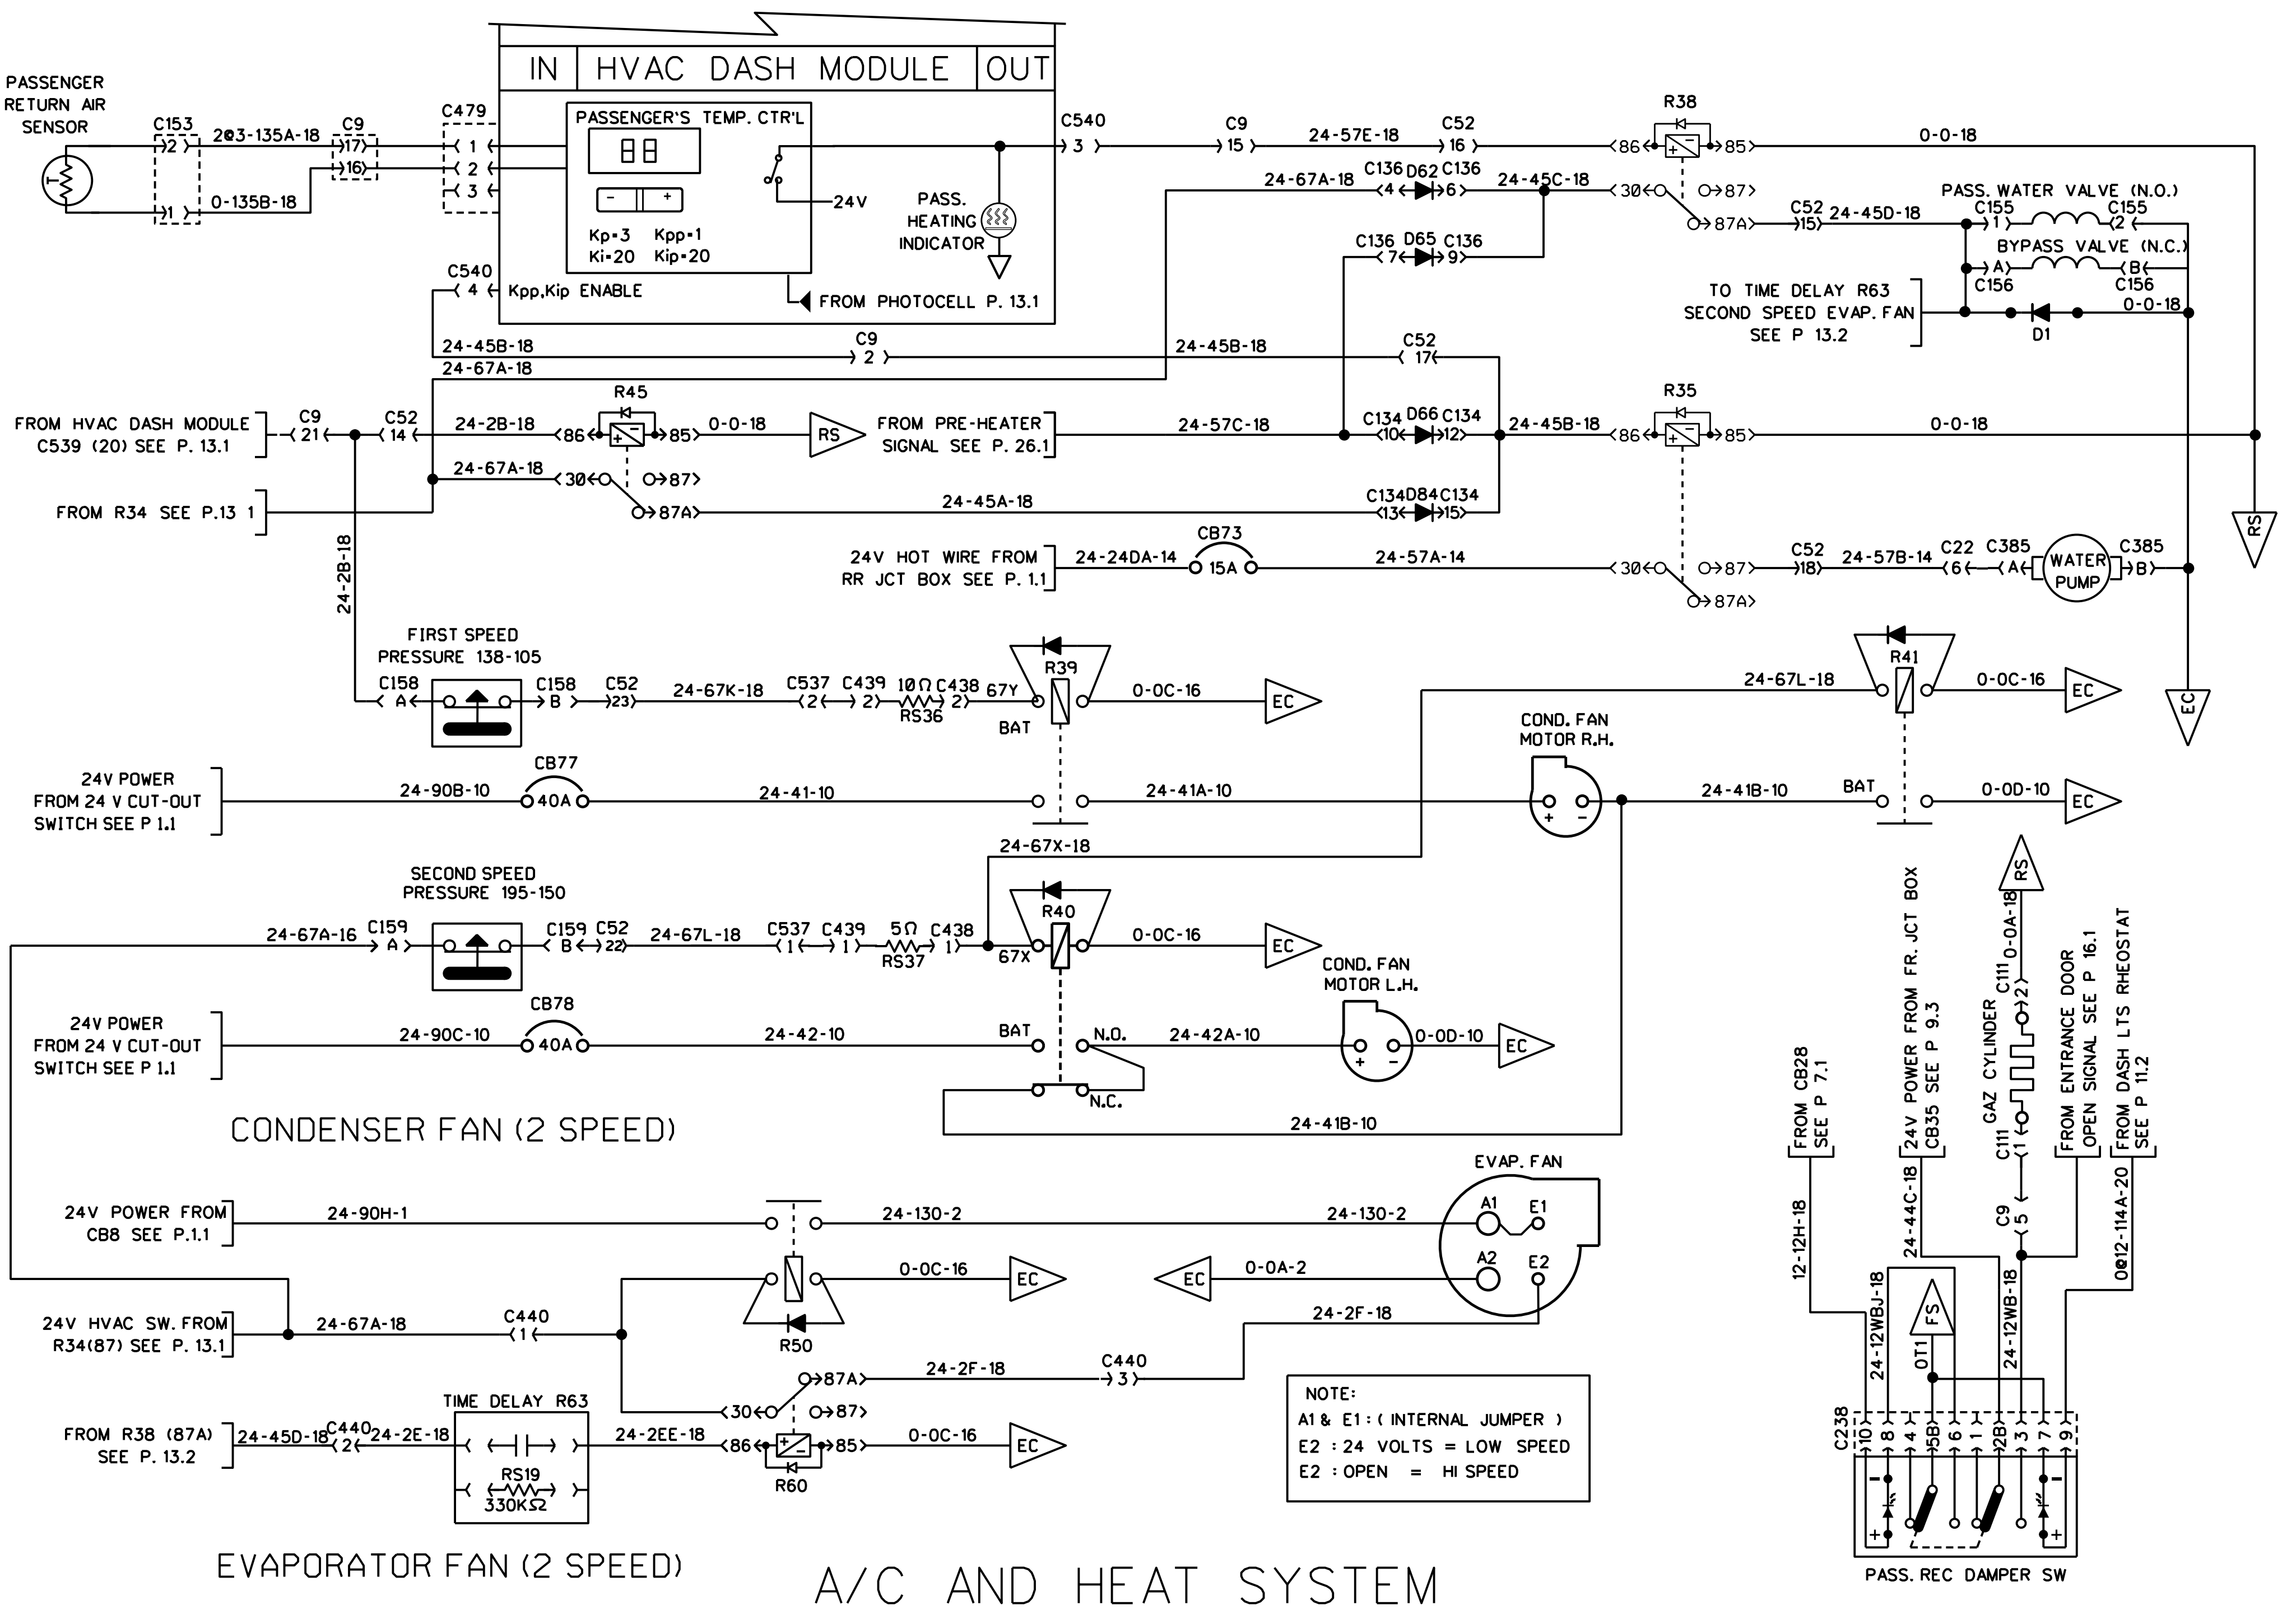 IN HVAC DASH MODULE OUT
PASSENGER
RETURN AIR
SENSOR
C153
2
1
2@3-135A-18
0-135B-18
C9
17
16
C479
1
2
3
PASSENGER'S TEMP. CTR'L
88
- +
Kp=3 Kpp=1
Ki=20 Kip=20
24V
PASS.
HEATING
INDICATOR
C540
4
Kpp,Kip ENABLE
FROM PHOTOCELL P. 13.1
C540
3
C9
15
24-57E-18
C52
16
R38
86
85
0-0-18
24-67A-18
C136 D62 C136
4 6
24-45C-18
30
87
87A
C52
15
24-45D-18
PASS. WATER VALVE (N.O.)
C155 C155
1 2
BYPASS VALVE (N.C.)
A B
C156 C156
0-0-18
D1
C136 D65 C136
7 9
TO TIME DELAY R63
SECOND SPEED EVAP. FAN
SEE P 13.2
24-45B-18
C9
2
24-45B-18
C52
17
24-67A-18
FROM HVAC DASH MODULE
C539 (20) SEE P. 13.1
C9
21
C52
14
24-2B-18
R45
86
85
0-0-18
RS
FROM PRE-HEATER
SIGNAL SEE P. 26.1
24-57C-18
C134 D66 C134
10 12
24-45B-18
R35
86
85
0-0-18
24-67A-18
30
87
87A
FROM R34 SEE P.13 1
24-45A-18
C134 D84 C134
13 15
RS
24-2B-18
24V HOT WIRE FROM
RR JCT BOX SEE P. 1.1
24-24DA-14
CB73
15A
24-57A-14
30
87
87A
C52
18
24-57B-14
C22
6
C385
A
WATER
PUMP
C385
B
EC
FIRST SPEED
PRESSURE 138-105
C158
A
C158
B
C52
23
24-67K-18
C537
2
C439
2
10Ω
RS36
C438
2
67Y
R39
BAT
0-0C-16
EC
24-67L-18
R41
0-0C-16
EC
24V POWER
FROM 24 V CUT-OUT
SWITCH SEE P 1.1
24-90B-10
CB77
40A
24-41-10
24-41A-10
COND. FAN
MOTOR R.H.
+ -
24-41B-10
BAT
0-0D-10
EC
24-67X-18
SECOND SPEED
PRESSURE 195-150
24-67A-16
C159
A
C159
B
C52
22
24-67L-18
C537
1
C439
1
5Ω
RS37
C438
1
67X
R40
0-0C-16
EC
24V POWER
FROM 24 V CUT-OUT
SWITCH SEE P 1.1
24-90C-10
CB78
40A
24-42-10
BAT
N.O.
N.C.
24-42A-10
COND. FAN
MOTOR L.H.
+ -
0-0D-10
EC
24-41B-10
CONDENSER FAN (2 SPEED)
24V POWER FROM
CB8 SEE P.1.1
24-90H-1
24-130-2
24-130-2
EVAP. FAN
A1 E1
A2 E2
0-0C-16
EC
EC
0-0A-2
R50
24V HVAC SW. FROM
R34(87) SEE P. 13.1
24-67A-18
C440
1
24-2F-18
87A
24-2F-18
C440
3
30
87
FROM R38 (87A)
SEE P. 13.2
24-45D-18
C440
2
24-2E-18
TIME DELAY R63
RS19
330KΩ
24-2EE-18
86
85
R60
0-0C-16
EC
NOTE:
A1 & E1 : ( INTERNAL JUMPER )
E2 : 24 VOLTS = LOW SPEED
E2 : OPEN = HI SPEED
EVAPORATOR FAN (2 SPEED)
A/C AND HEAT SYSTEM
FROM CB28
SEE P 7.1
12-12H-18
24V POWER FROM FR. JCT BOX
CB35 SEE P 9.3
24-44C-18
RS
0-0A-18
C111
2
GAZ CYLINDER
C111
1
C9
5
FROM ENTRANCE DOOR
OPEN SIGNAL SEE P 16.1
FROM DASH LTS RHEOSTAT
SEE P 11.2
0@12-114A-20
24-12WBJ-18
FS
OT1
24-12WB-18
C238
10 8 4 5B 6 1 2B 3 7 9
- -
+ +
PASS. REC DAMPER SW